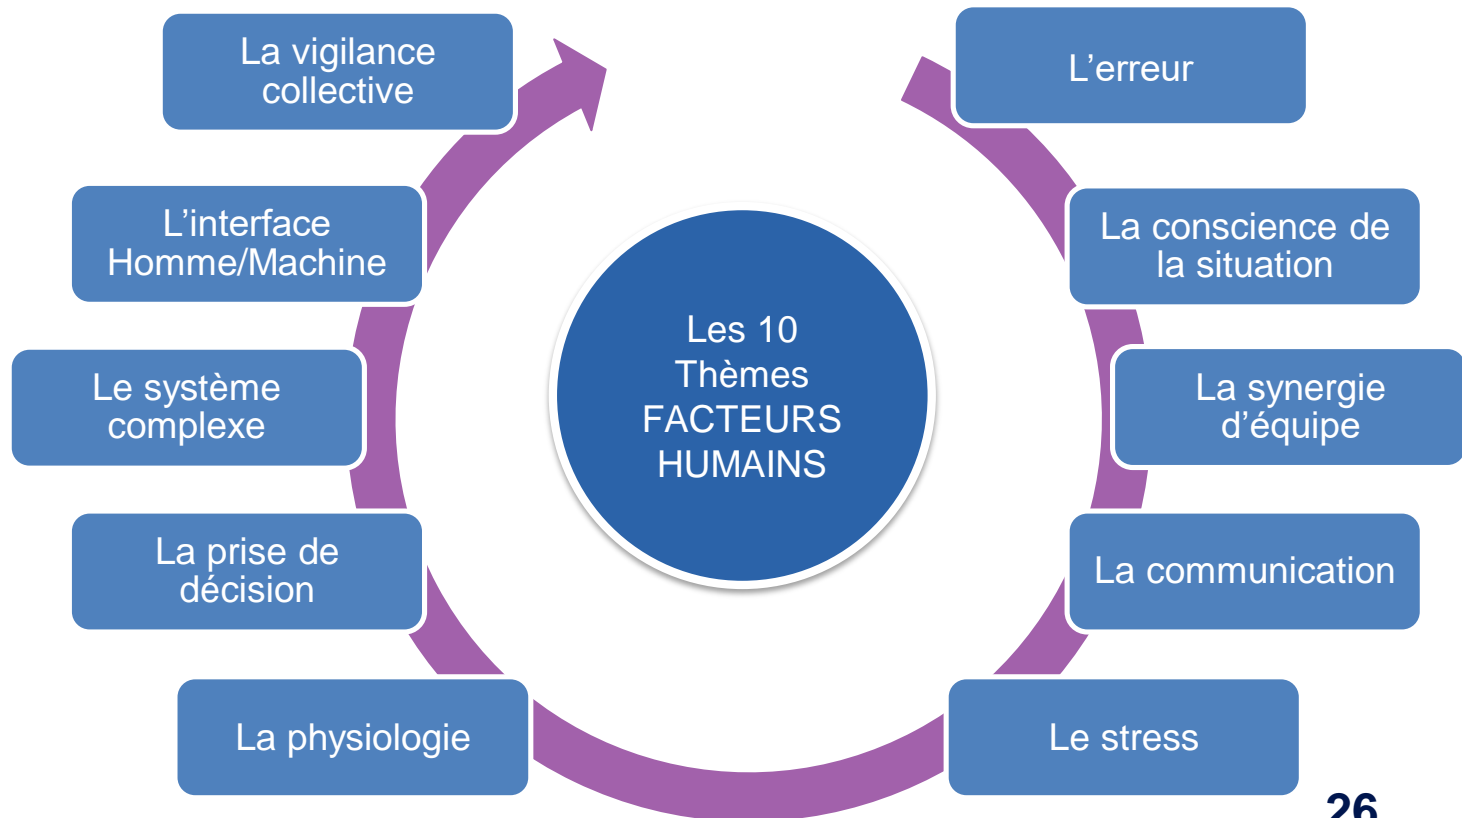 La vigilance
collective
L’erreur
L’interface
Homme/Machine
La conscience de
la situation
Les 10
Thèmes
FACTEURS
HUMAINS
Le système
complexe
La synergie
d’équipe
La prise de
décision
La communication
La physiologie
Le stress
26